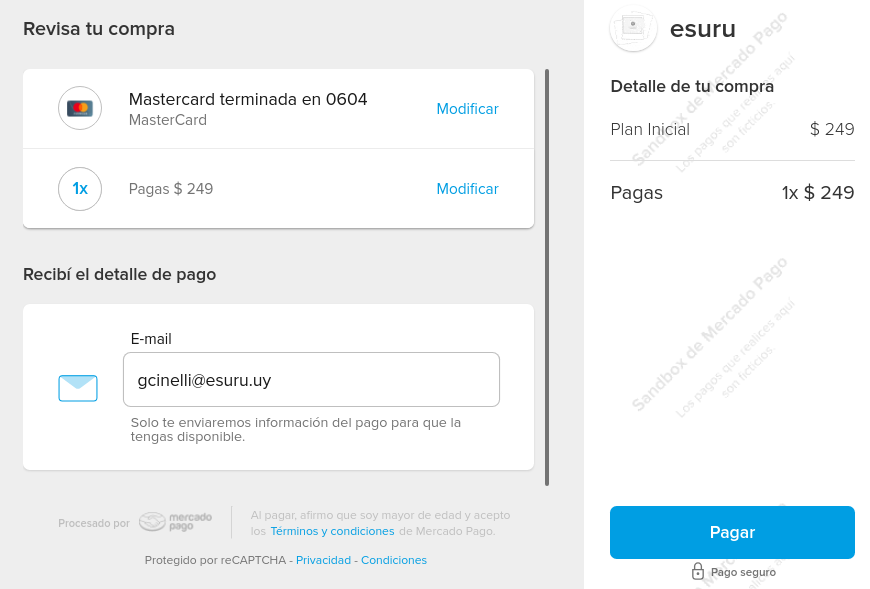 Revisa tu compra
Mastercard terminada en 0604
MasterCard
Modificar
1x
Pagas $ 249
Modificar
Recibí el detalle de pago
E-mail
gcinelli@esuru.uy
Solo te enviaremos información del pago para que la
tengas disponible.
Procesado por
mercado
pago
Al pagar, afirmo que soy mayor de edad y acepto
los Términos y condiciones de Mercado Pago.
Protegido por reCAPTCHA - Privacidad - Condiciones
esuru
Detalle de tu compra
Plan Inicial $ 249
Pagas 1x $ 249
Sandbox de Mercado Pago
Los pagos que realices aquí
son ficticios.
Sandbox de Mercado Pago
Los pagos que realices aquí
son ficticios.
Pagar
Pago seguro